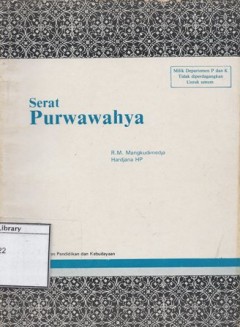 Milik Departemen P dan K
Tidak diperdagangkan
Untuk umum
Serat
Purwawahya
R.M. Mangkudimedja
Hardjana HP
Library
22
Pendidikan dan Kebudayaan